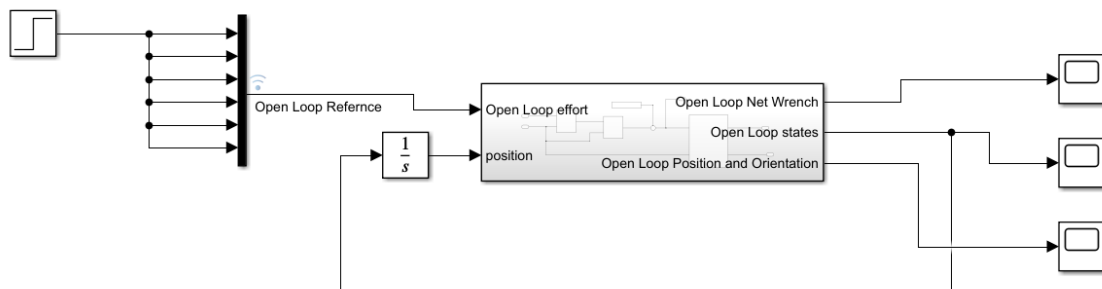 Open Loop Refernce
1
s
Open Loop effort
position
Open Loop Net Wrench
Open Loop states
Open Loop Position and Orientation